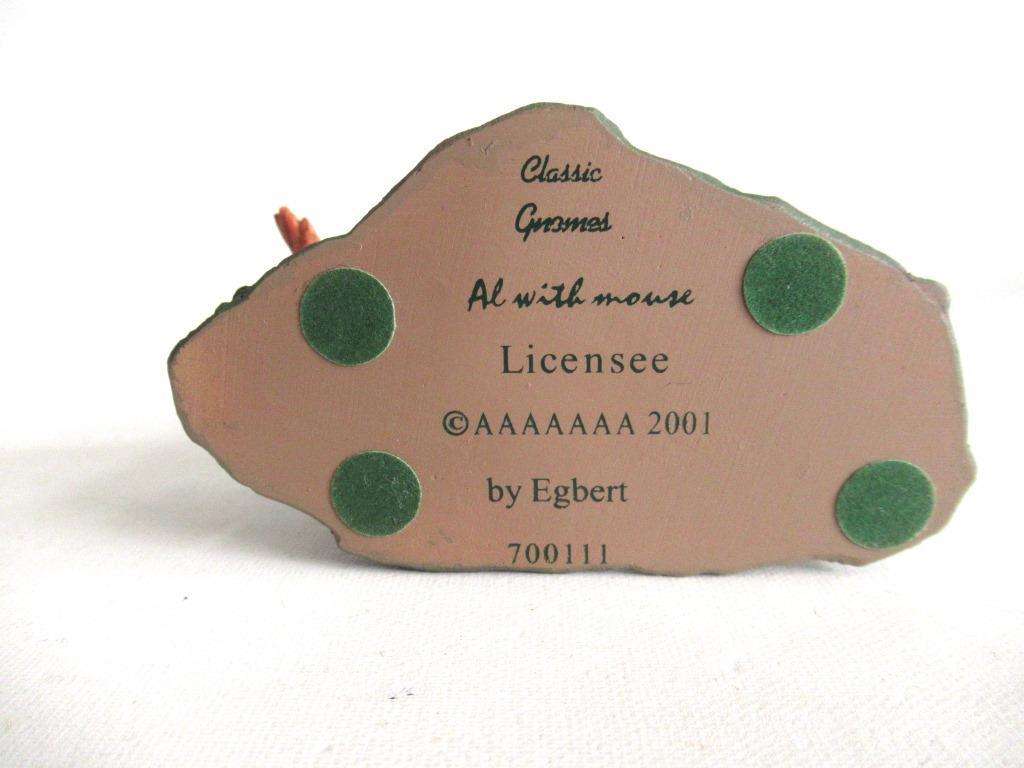 Classic
Gnomes
Al with mouse
Licensee
©AAAAAAA 2001
by Egbert
700111